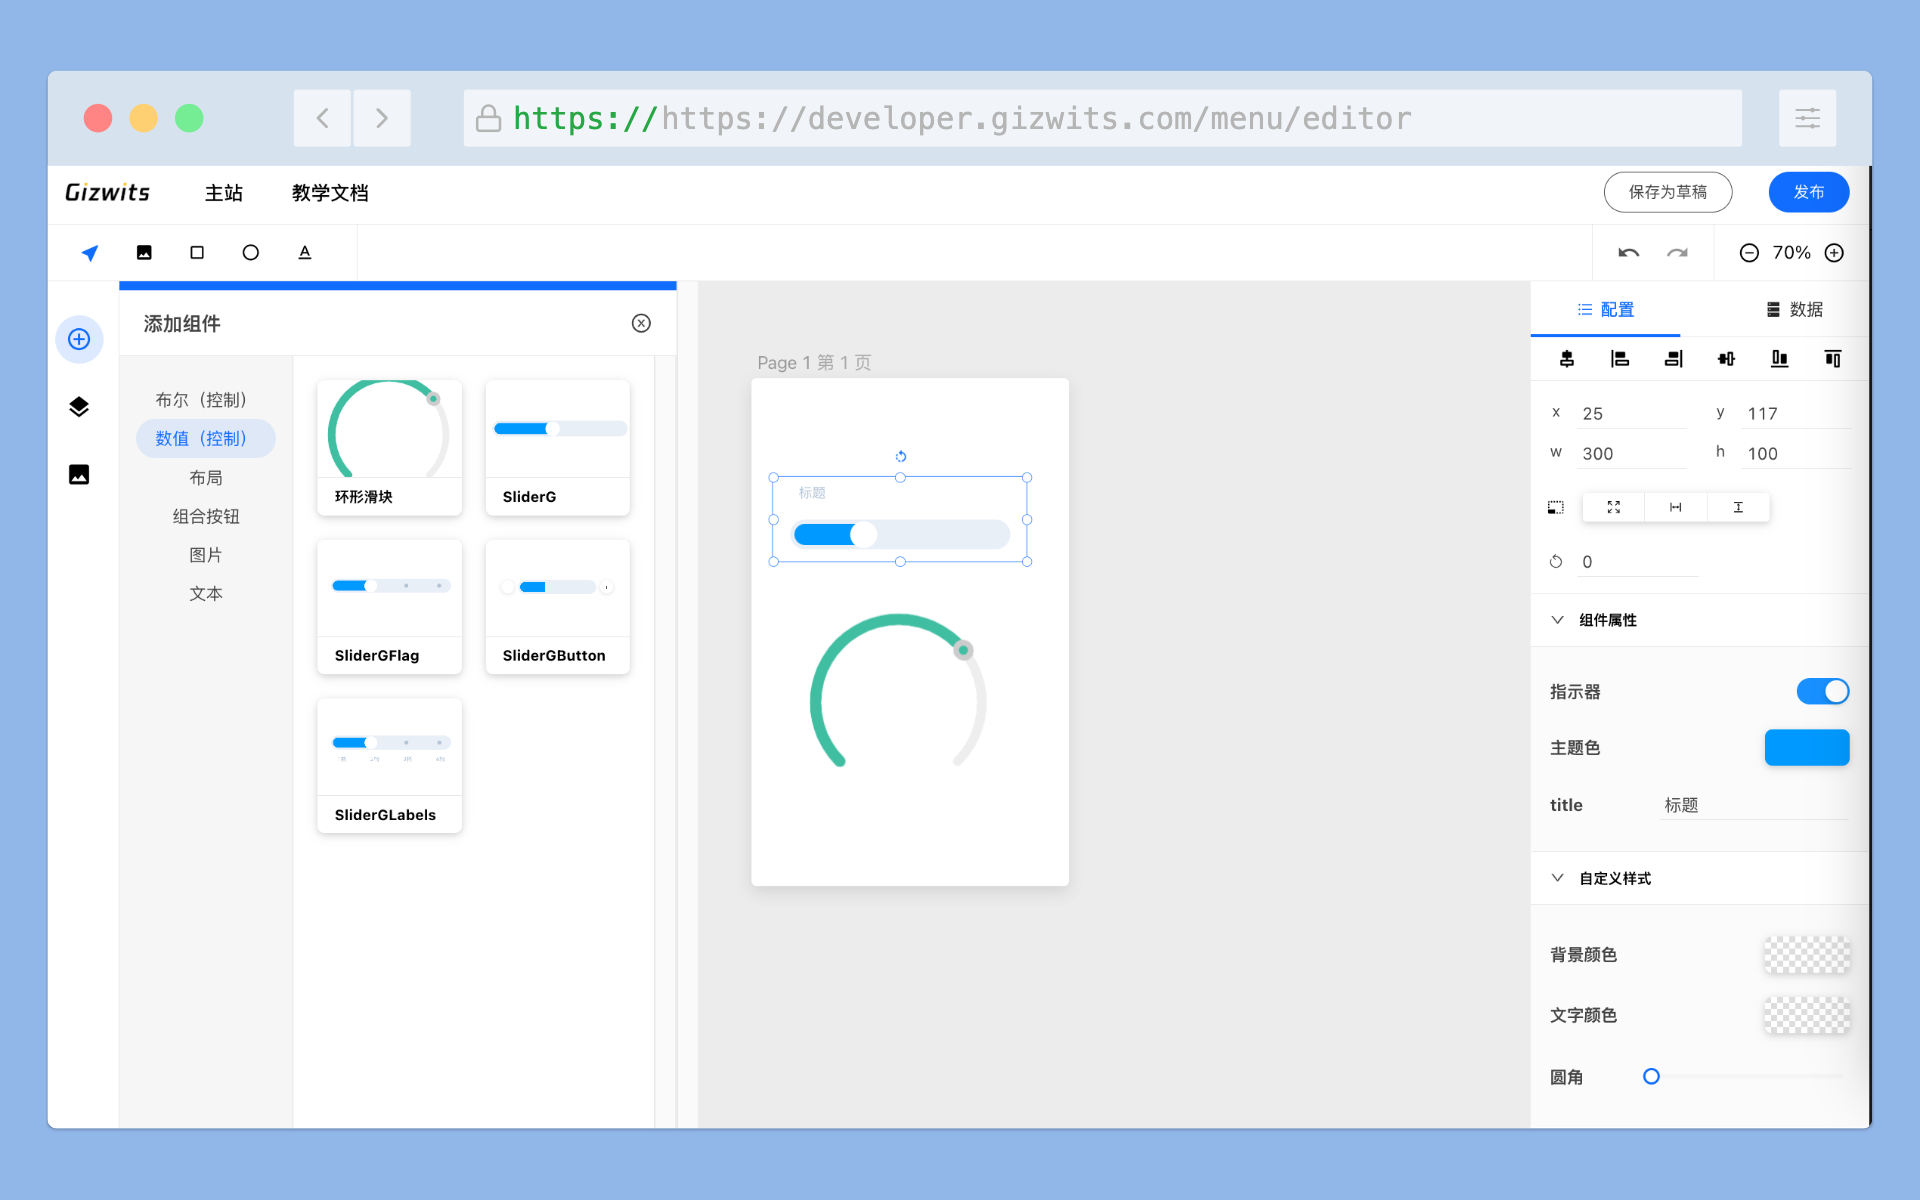 https://https://developer.gizwits.com/menu/editor
Gizwits
主站
教学文档
保存为草稿
发布
70%
添加组件
配置
数据
布尔（控制）
数值（控制）
布局
组合按钮
图片
文本
环形滑块
SliderG
SliderGFlag
SliderGButton
SliderGLabels
Page 1 第 1 页
标题
x 25
y 117
w 300
h 100
0
组件属性
指示器
主题色
title 标题
自定义样式
背景颜色
文字颜色
圆角